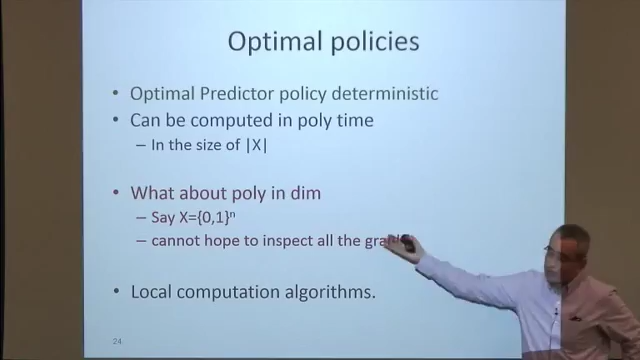 Optimal policies
• Optimal Predictor policy deterministic
• Can be computed in poly time
– In the size of |X|
• What about poly in dim
– Say X={0,1}ⁿ
– cannot hope to inspect all the
• Local computation algorithms.
24